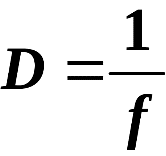 D = 1/f